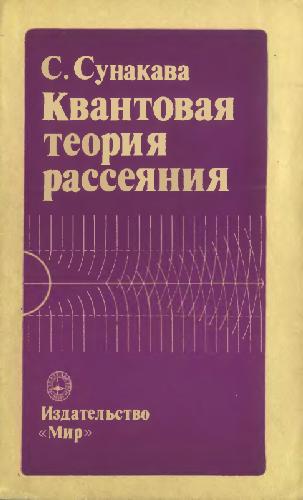 С. Сунакава
Квантовая
теория
рассеяния
Издательство
«Мир»